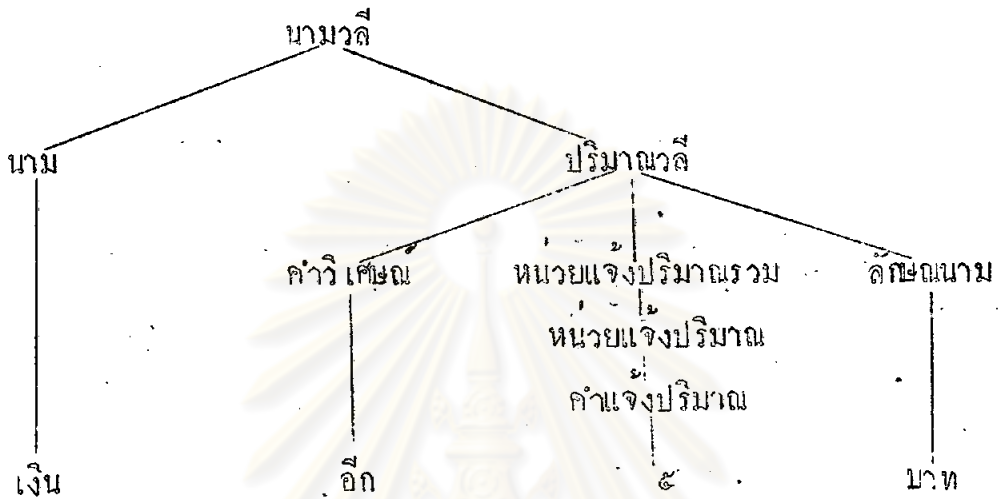 นามวลี
นาม ปริมาณวลี
คำวิเศษณ์ หน่วยแจ้งปริมาณรวม ลักษณนาม
หน่วยแจ้งปริมาณ
คำแจ้งปริมาณ
เงิน อีก ๕ บาท